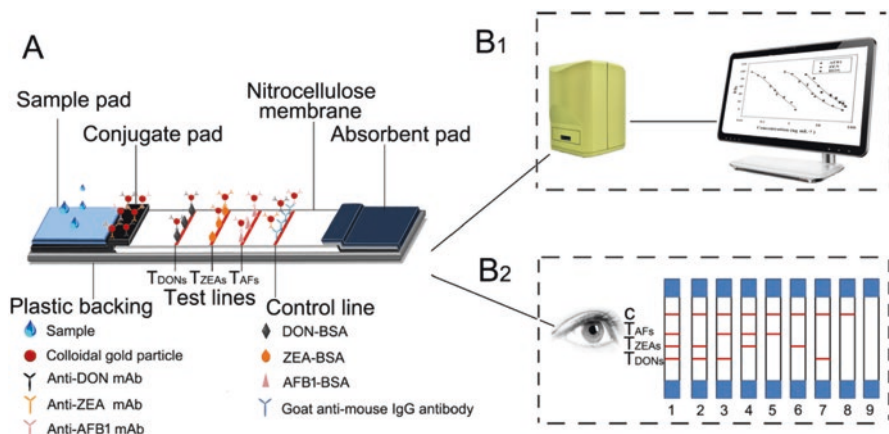 A
Sample pad
Conjugate pad
Nitrocellulose
membrane
Absorbent pad
TDONs TZEAs TAFs
Test lines
Plastic backing
Sample
Colloidal gold particle
Anti-DON mAb
Anti-ZEA mAb
Anti-AFB1 mAb
Control line
DON-BSA
ZEA-BSA
AFB1-BSA
Goat anti-mouse IgG antibody
B1
B2
C
TAFs
TZEAs
TDONs
1 2 3 4 5 6 7 8 9